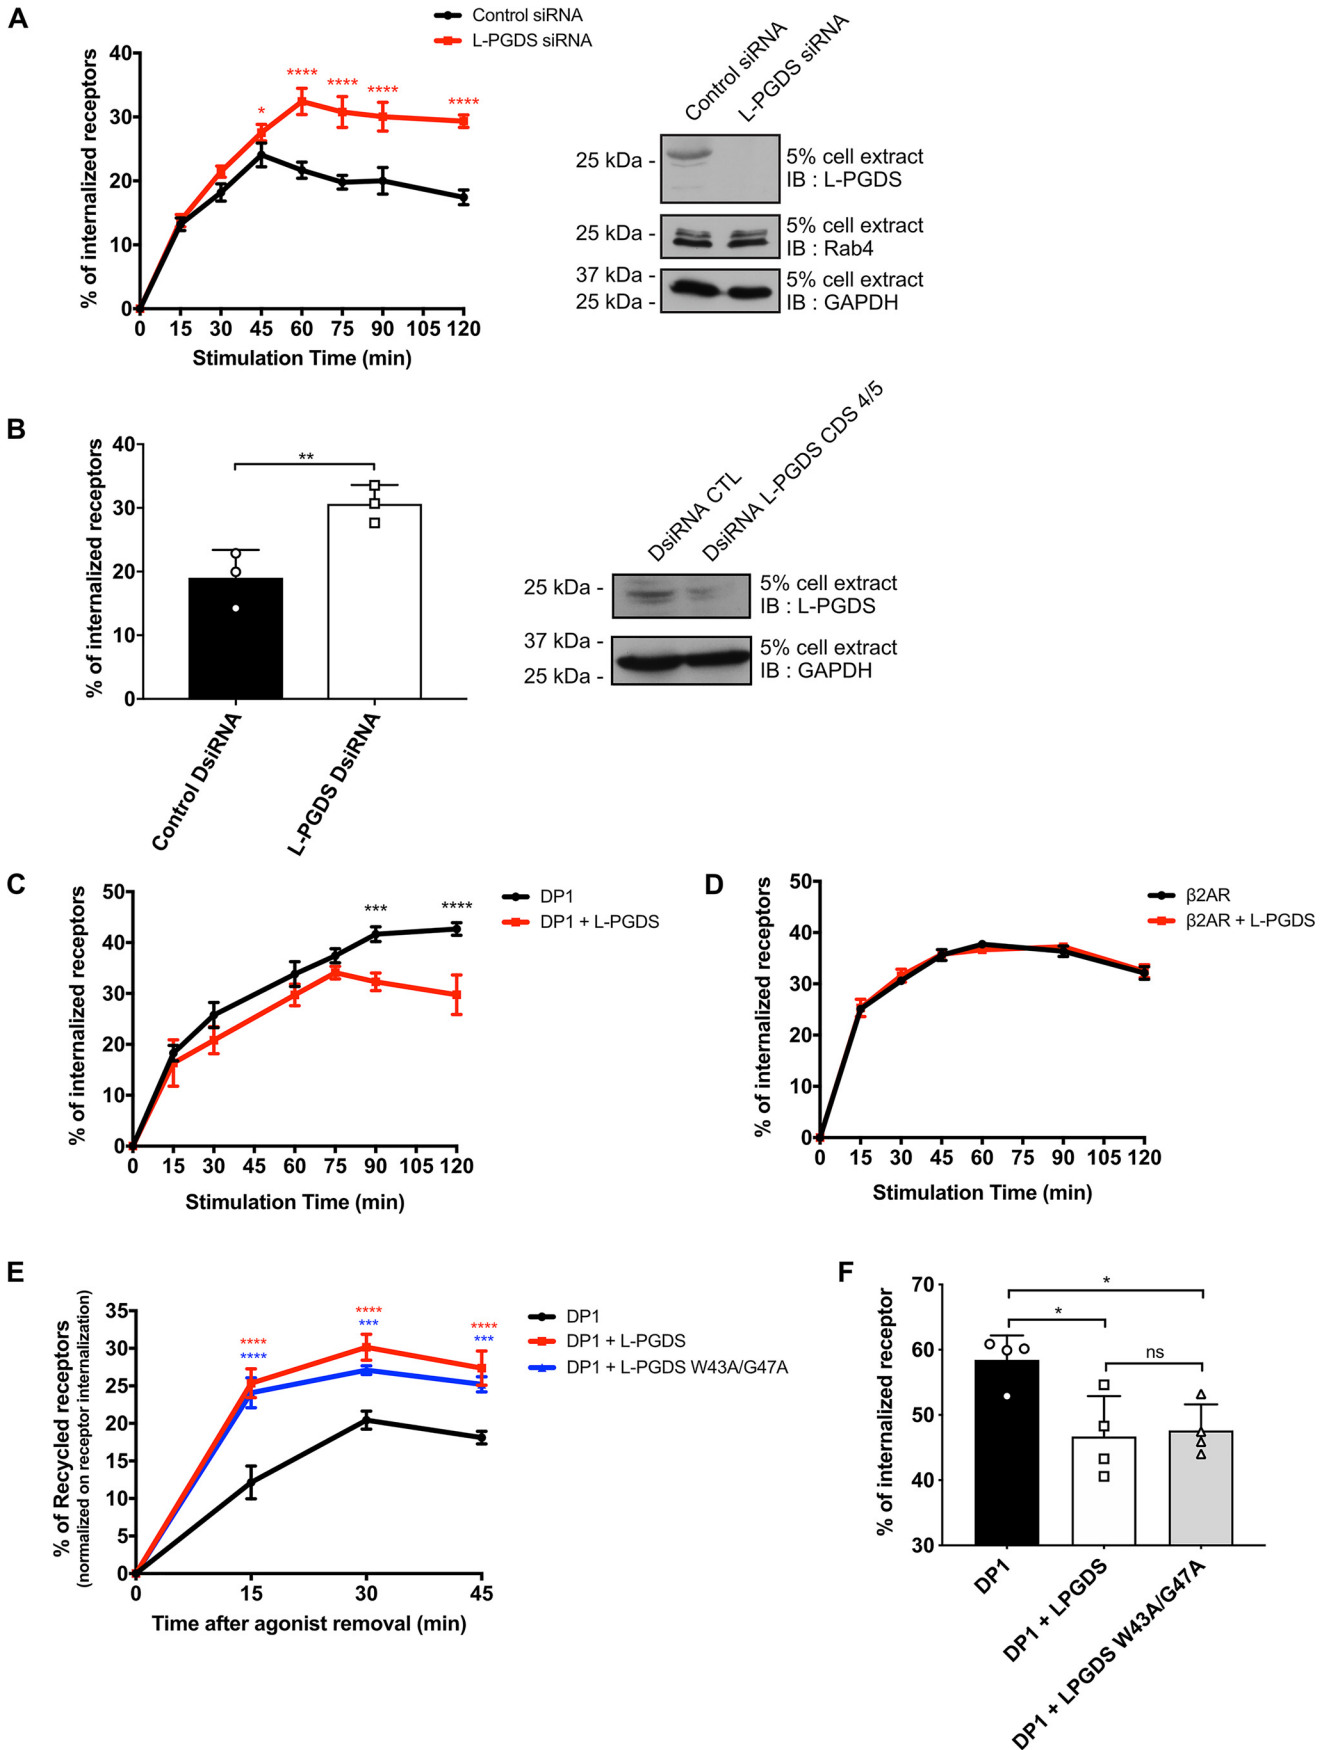 A
Control siRNA
L-PGDS siRNA
% of internalized receptors
40
30
20
10
0
* **** **** **** ****
0 15 30 45 60 75 90 105 120
Stimulation Time (min)
Control siRNA
L-PGDS siRNA
25 kDa -
5% cell extract
IB : L-PGDS
25 kDa -
5% cell extract
IB : Rab4
37 kDa -
25 kDa -
5% cell extract
IB : GAPDH
B
% of internalized receptors
40
30
20
10
0
**
Control DsiRNA
L-PGDS DsiRNA
DsiRNA CTL
DsiRNA L-PGDS CDS 4/5
25 kDa -
5% cell extract
IB : L-PGDS
37 kDa -
25 kDa -
5% cell extract
IB : GAPDH
C
DP1
DP1 + L-PGDS
% of internalized receptors
50
40
30
20
10
0
*** ****
0 15 30 45 60 75 90 105 120
Stimulation Time (min)
D
β2AR
β2AR + L-PGDS
% of internalized receptors
50
40
30
20
10
0
0 15 30 45 60 75 90 105 120
Stimulation Time (min)
E
DP1
DP1 + L-PGDS
DP1 + L-PGDS W43A/G47A
% of Recycled receptors
(normalized on receptor internalization)
35
30
25
20
15
10
5
0
**** **** ****
**** *** ***
0 15 30 45
Time after agonist removal (min)
F
% of internalized receptor
70
60
50
40
30
*
*
ns
DP1
DP1 + LPGDS
DP1 + LPGDS W43A/G47A